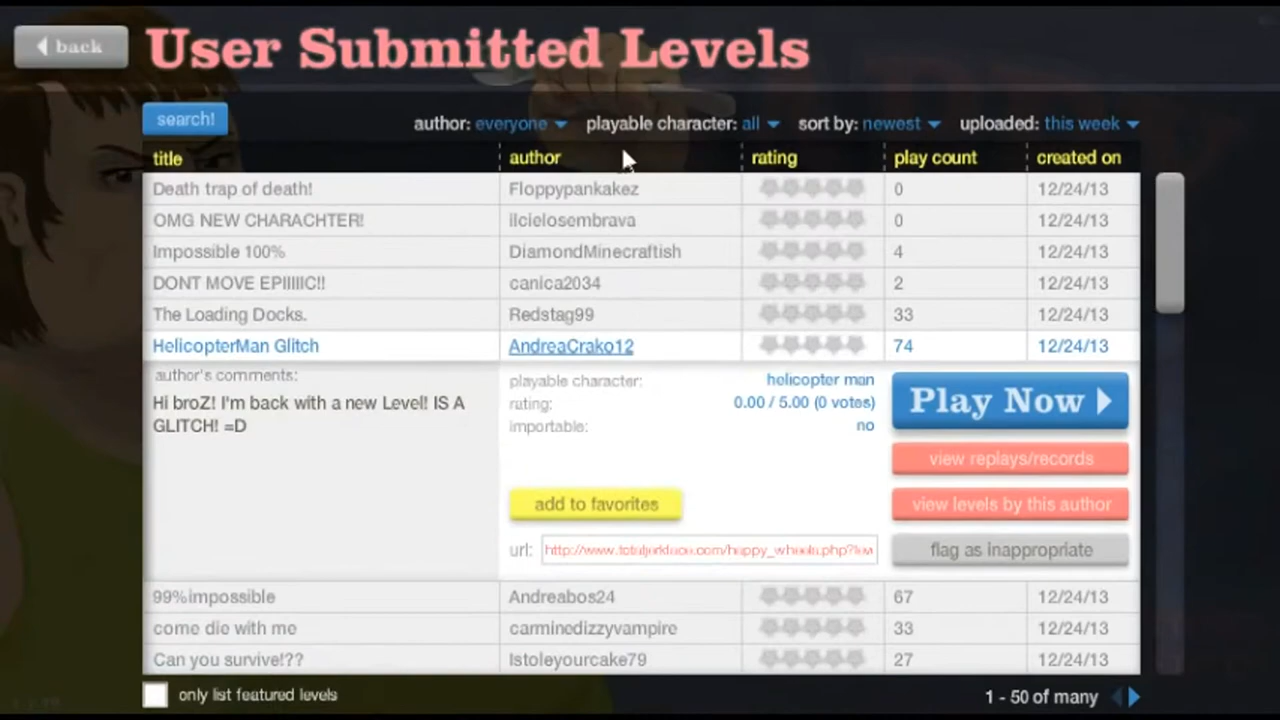 back
User Submitted Levels
search!
author: everyone playable character: all sort by: newest uploaded: this week
title author rating play count created on
Death trap of death! Floppypankakez 0 12/24/13
OMG NEW CHARACHTER! ilcielosembrava 0 12/24/13
Impossible 100% DiamondMinecraftish 4 12/24/13
DONT MOVE EPIIIIIC!! canica2034 2 12/24/13
The Loading Docks. Redstag99 33 12/24/13
HelicopterMan Glitch AndreaCrako12 74 12/24/13
author's comments:
Hi broZ! I'm back with a new Level! IS A
GLITCH! =D
playable character: helicopter man
rating: 0.00 / 5.00 (0 votes)
importable: no
add to favorites
url: http://www.totaljerkface.com/happy_wheels.php?
Play Now
view replays/records
view levels by this author
flag as inappropriate
99%impossible Andreabos24 67 12/24/13
come die with me carminedizzyvampire 33 12/24/13
Can you survive!?? Istoleyourcake79 27 12/24/13
only list featured levels
1 - 50 of many